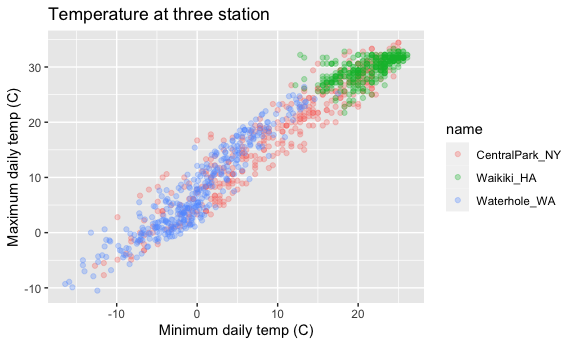 Temperature at three station
Maximum daily temp (C)
30
20
10
0
-10
-10 0 10 20
Minimum daily temp (C)
name
CentralPark_NY
Waikiki_HA
Waterhole_WA